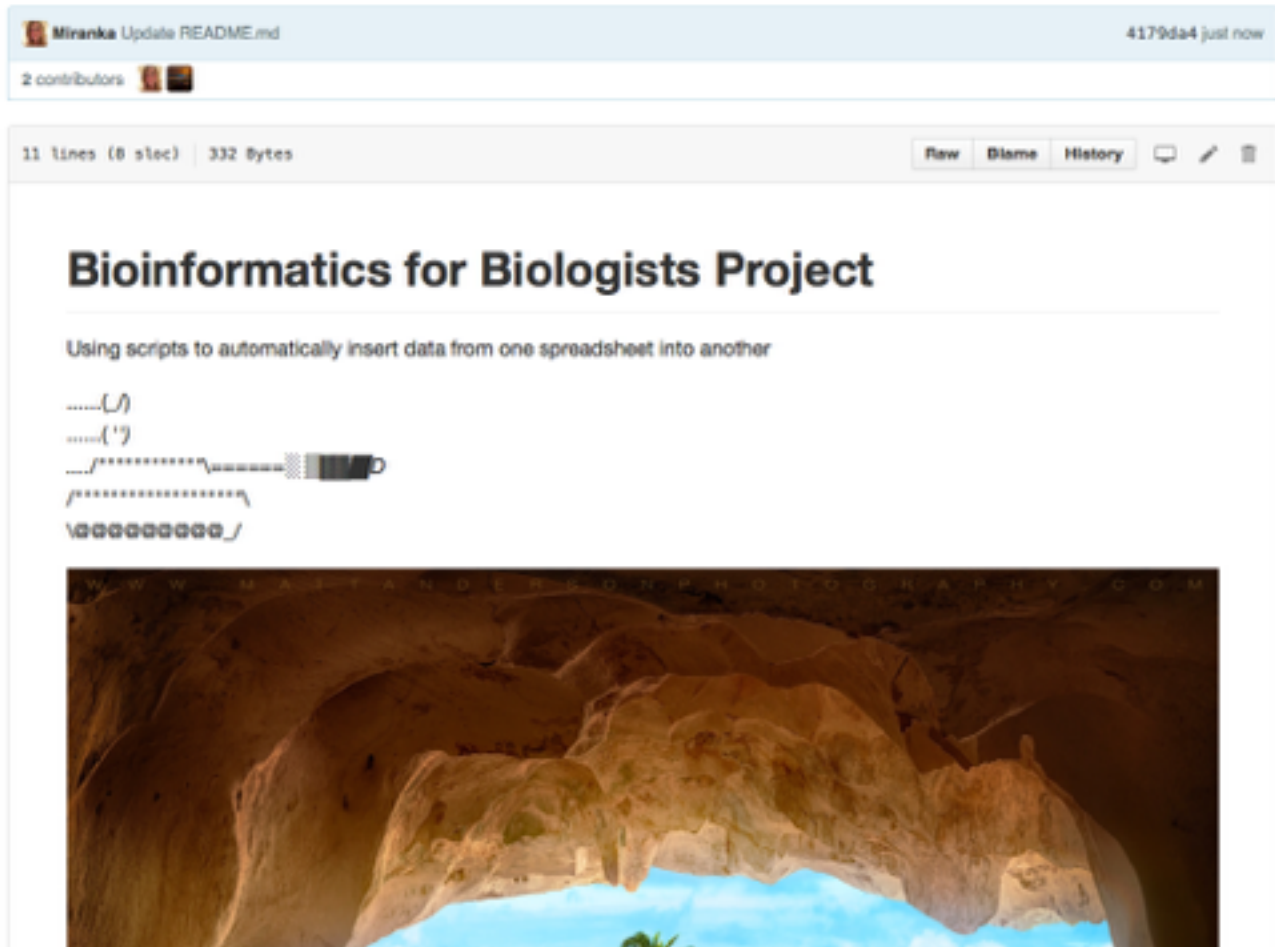 Miranka Update README.md 4179da4 just now
2 contributors
11 lines (8 sloc) 332 Bytes Raw Blame History
Bioinformatics for Biologists Project
Using scripts to automatically insert data from one spreadsheet into another
......(_/)
......( '')
..../""""""""""""\======░ ▒▓▓██D
/"""""""""""""""""""\
\@@@@@@@@@@_/
WWW.MATTANDERSONPHOTOGRAPHY.COM